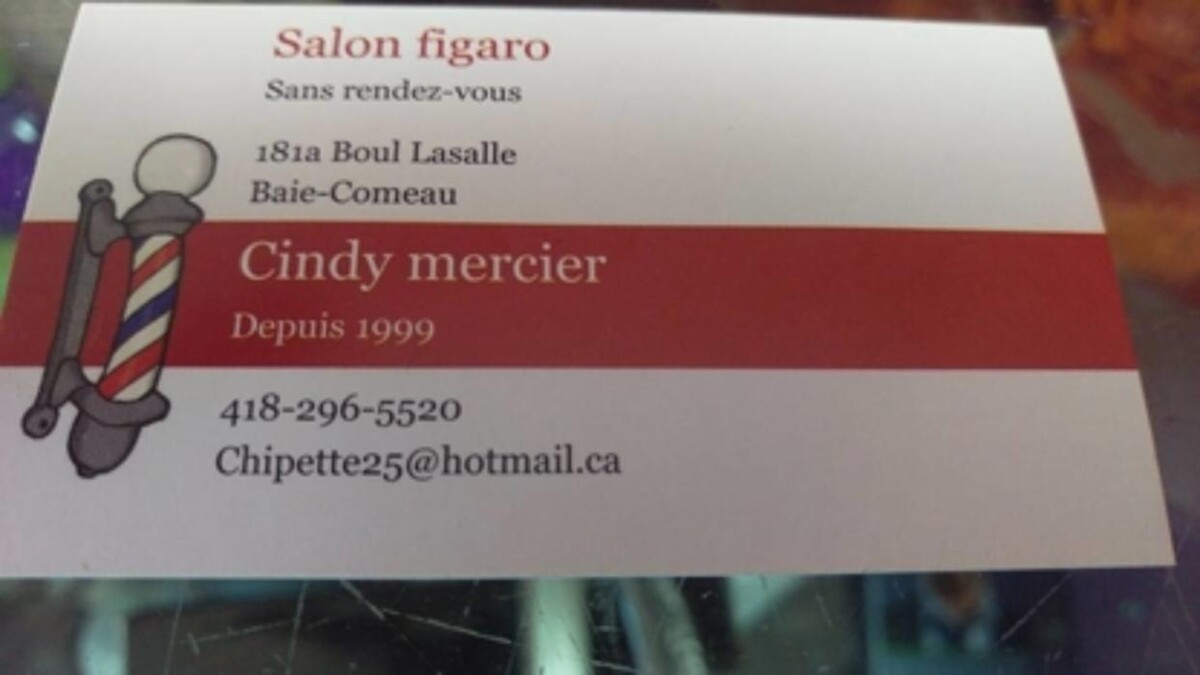 Salon figaro
Sans rendez-vous
181a Boul Lasalle
Baie-Comeau
Cindy mercier
Depuis 1999
418-296-5520
Chipette25@hotmail.ca